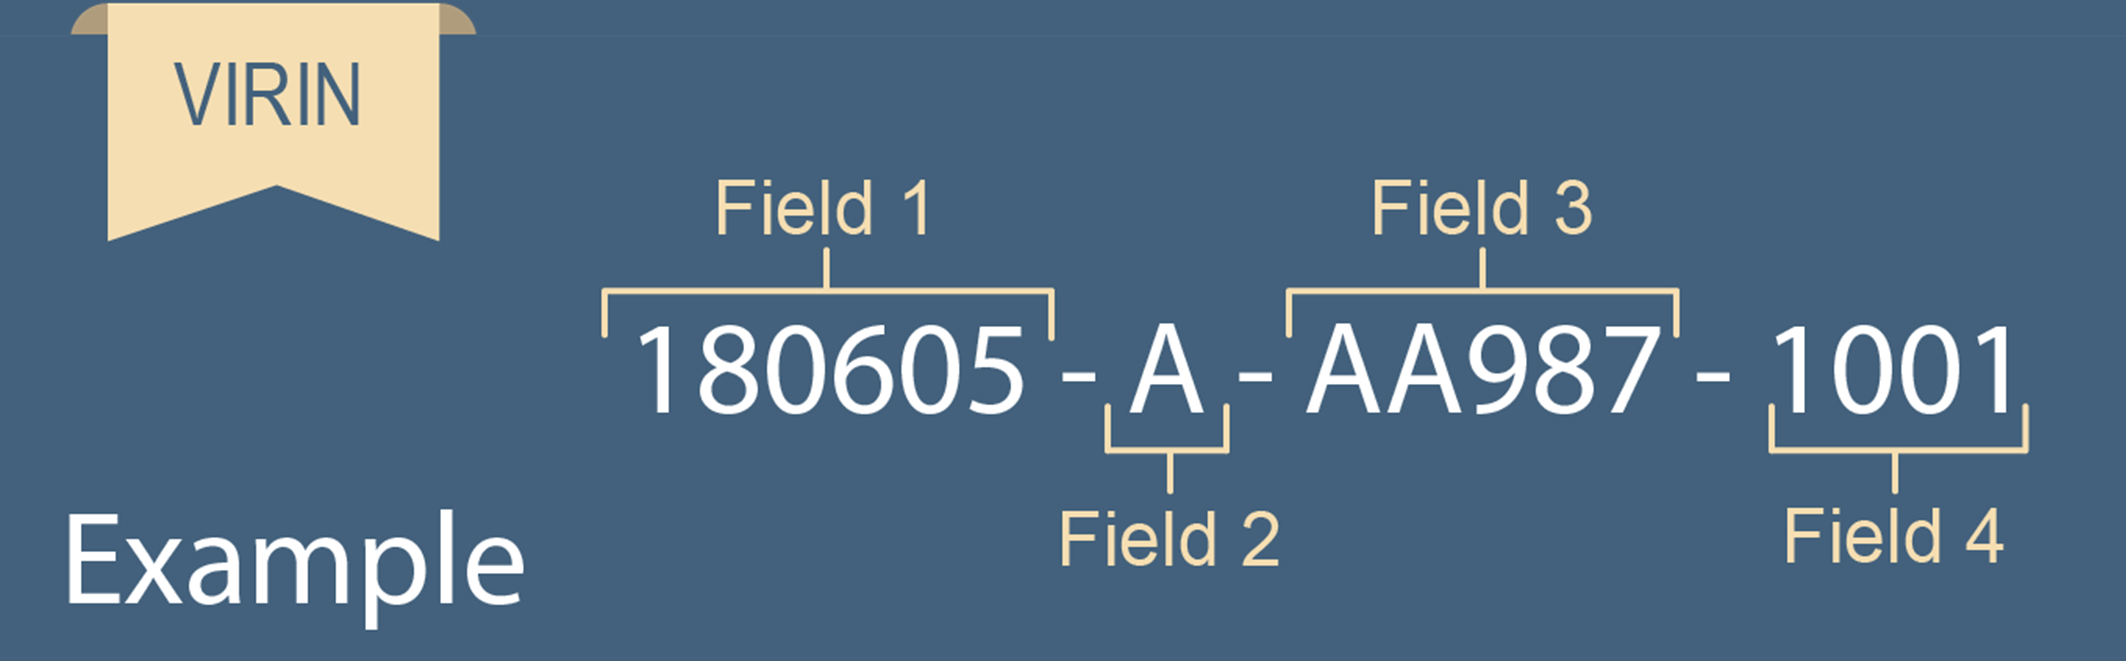 VIRIN
Field 1 Field 3
180605 - A - AA987 - 1001
Field 2 Field 4
Example